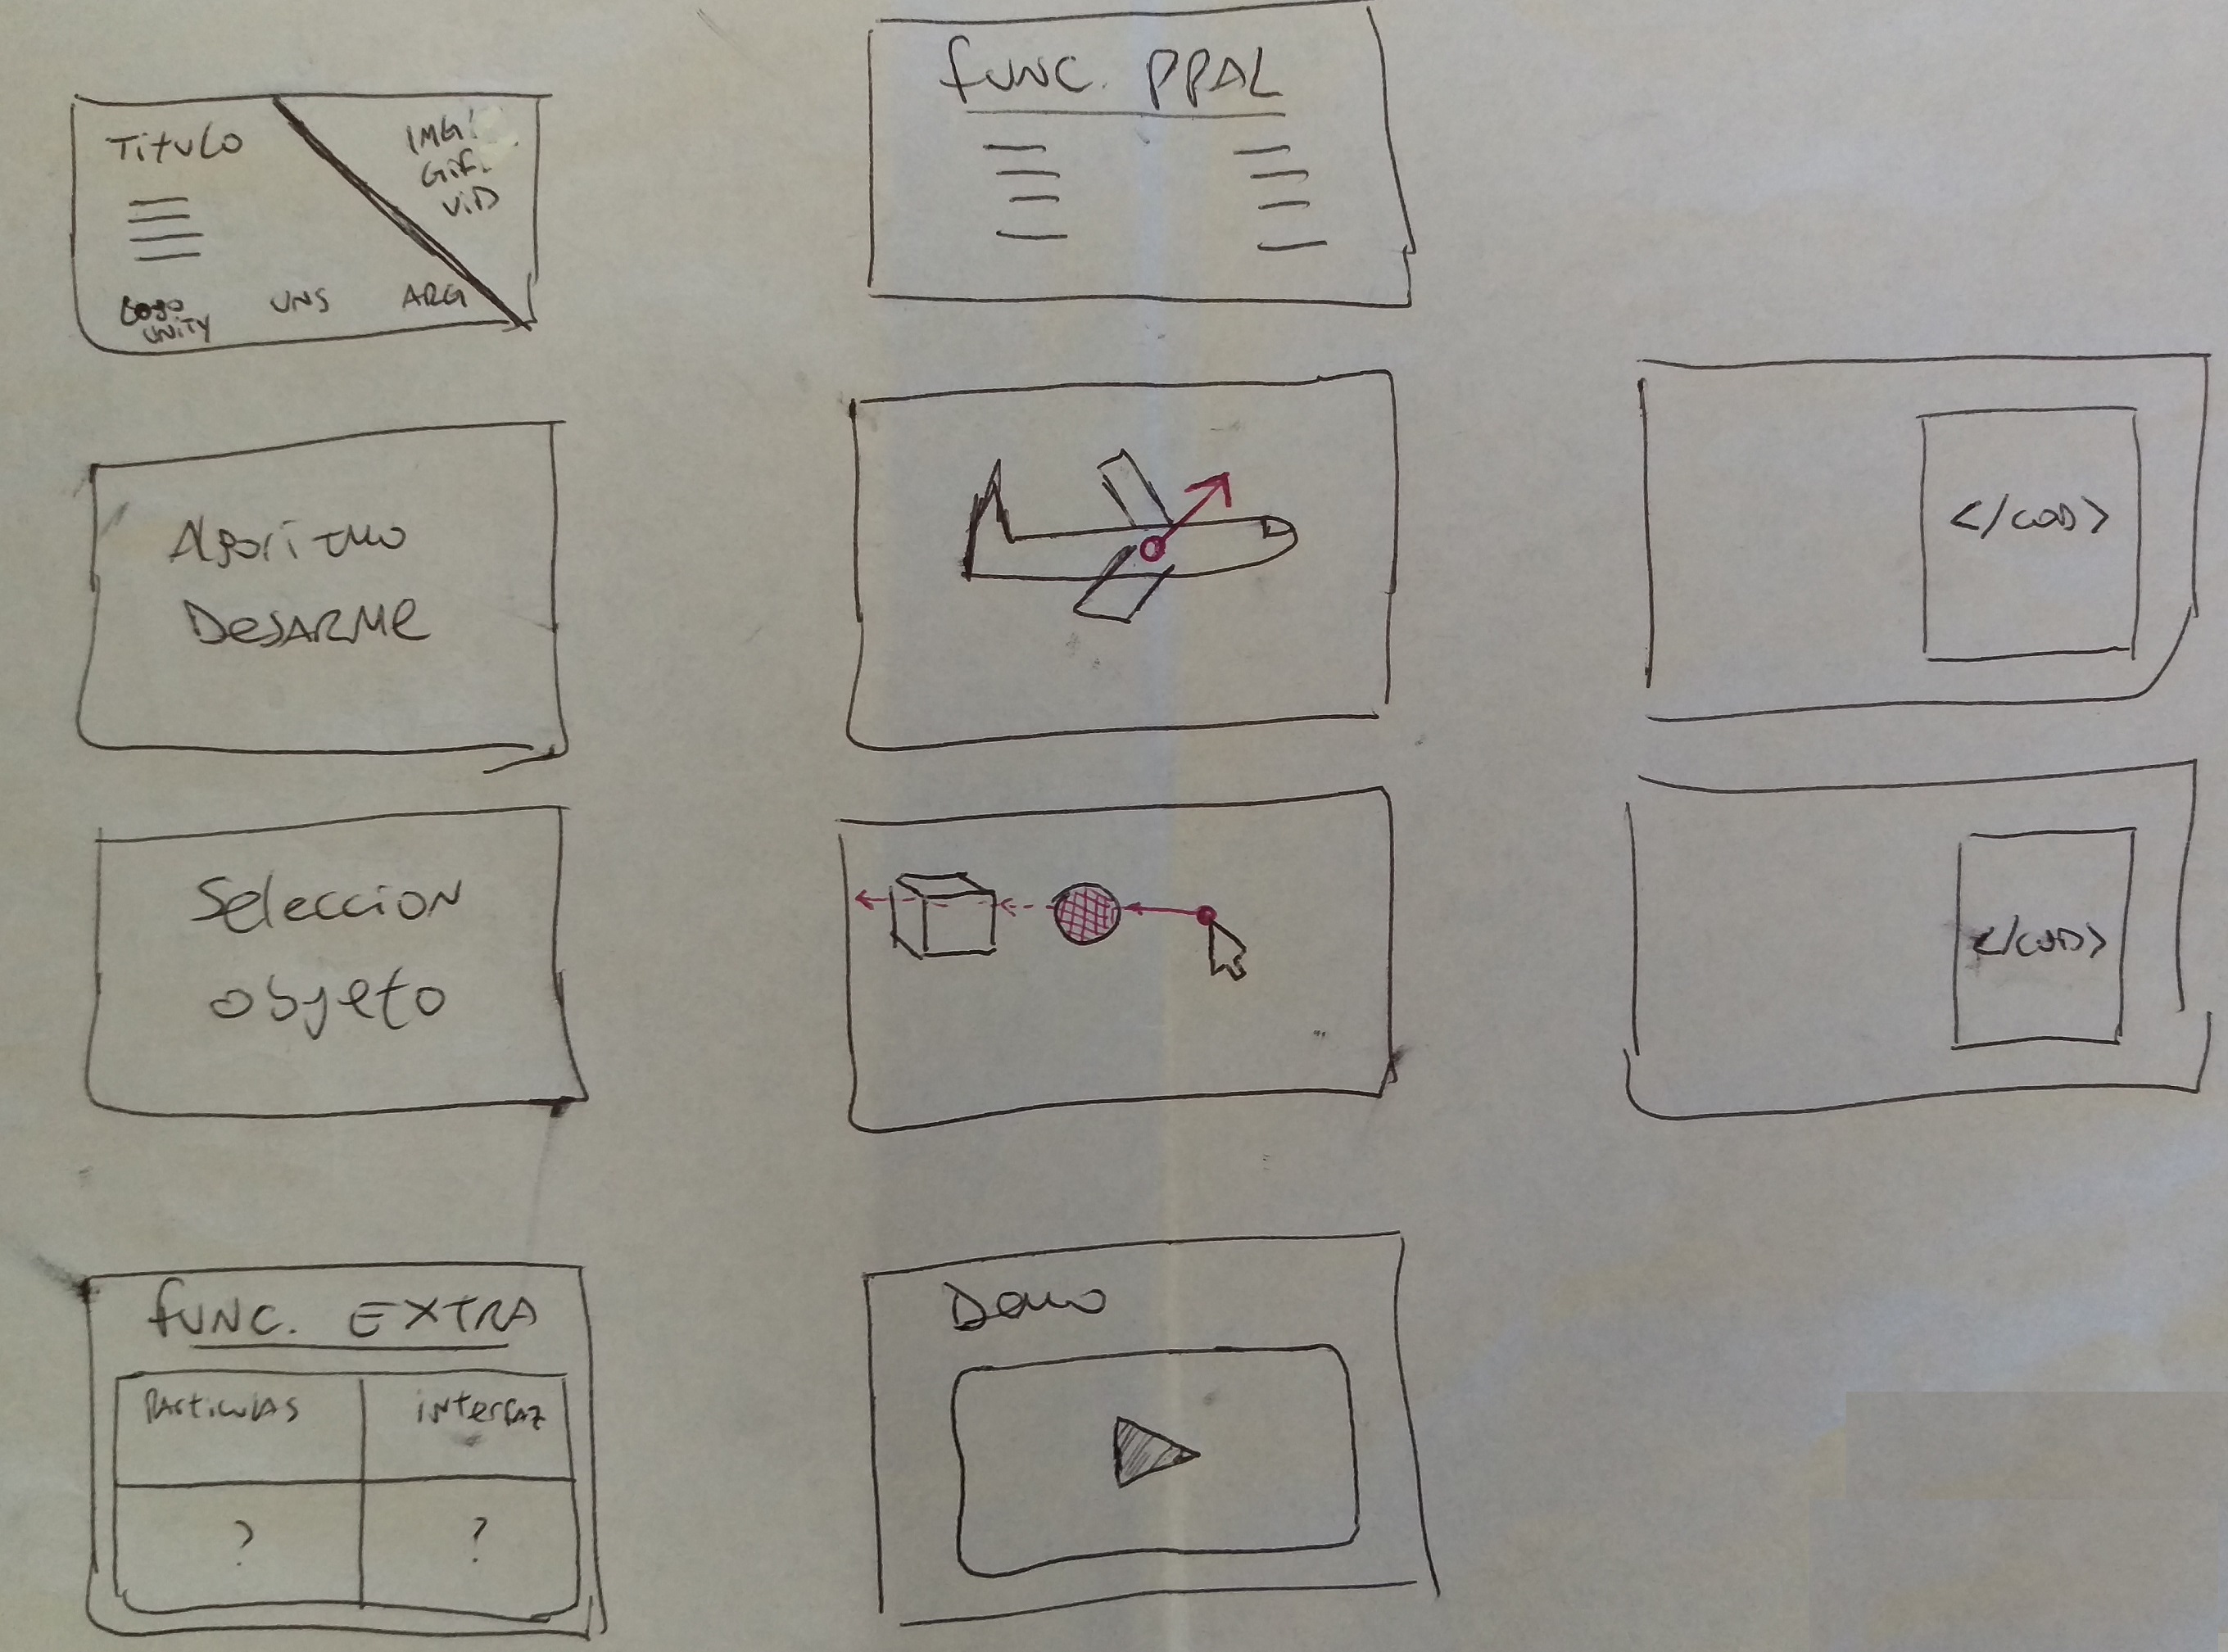 Titulo
IMG!
Gif.
ViD
Logo
UNITY
UNS
ARG
func. PPAL
Algoritmo
DesARMe
</cod>
Seleccion
objeto
</cod>
func. EXTRA
PArticulAs
interfaz
?
?
Demo